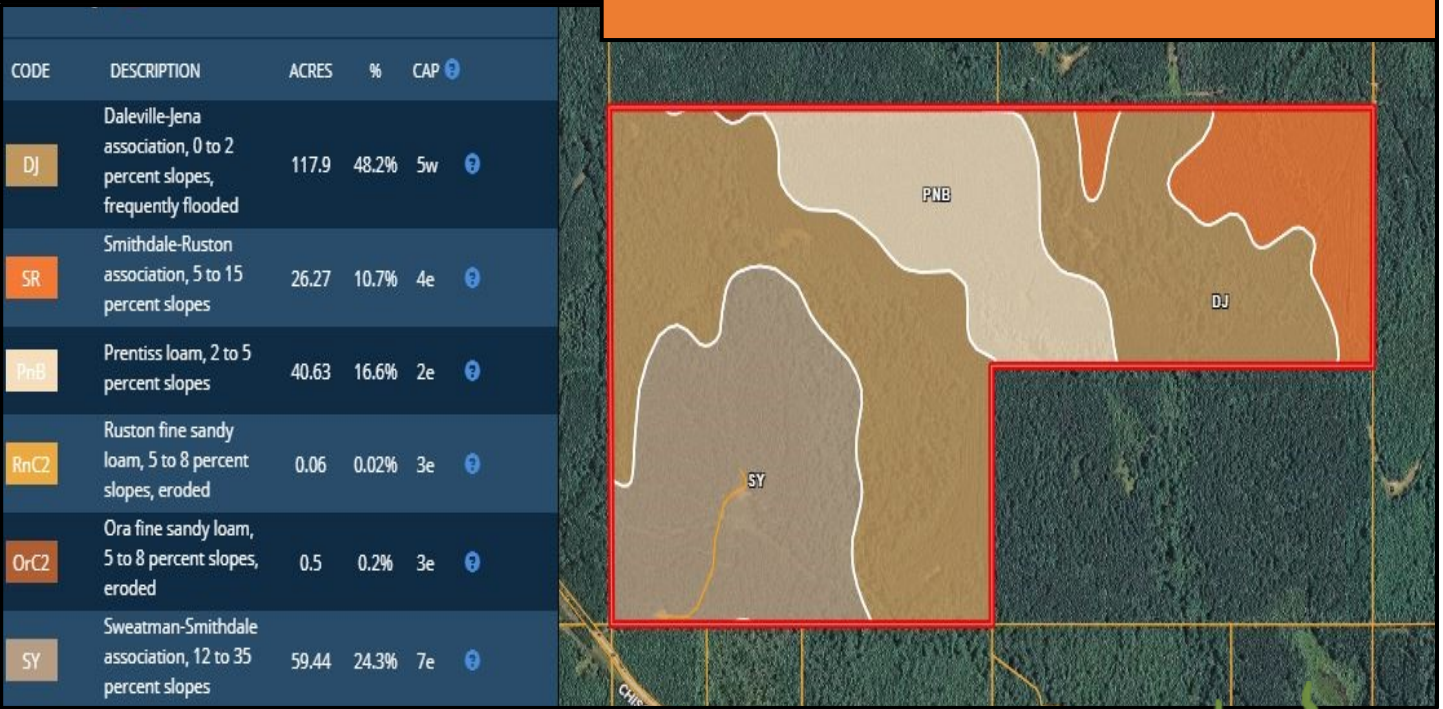 CODE DESCRIPTION ACRES % CAP ?
Daleville-Jena
association, 0 to 2
DJ 117.9 48.2% 5w ?
percent slopes,
frequently flooded
Smithdale-Ruston
SR association, 5 to 15 26.27 10.7% 4e ?
percent slopes
Prentiss loam, 2 to 5
PnB 40.63 16.6% 2e ?
percent slopes
Ruston fine sandy
RnC2 loam, 5 to 8 percent 0.06 0.02% 3e ?
slopes, eroded
Ora fine sandy loam,
OrC2 5 to 8 percent slopes, 0.5 0.2% 3e ?
eroded
Sweatman-Smithdale
SY association, 12 to 35 59.44 24.3% 7e ?
percent slopes
PNB
DJ
SY